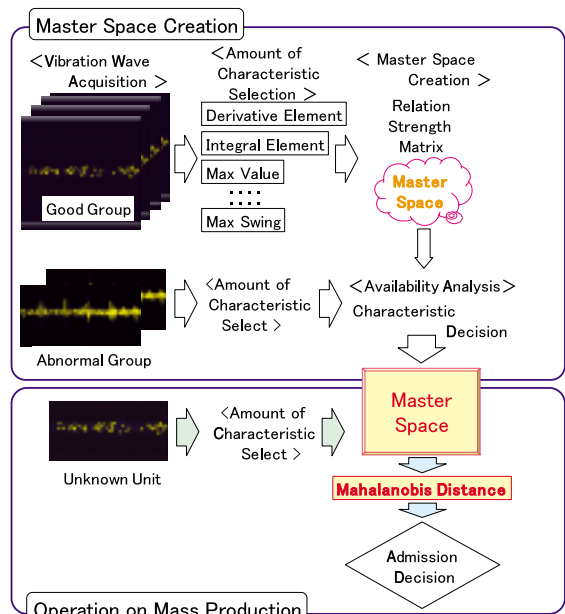 Master Space Creation
<Vibration Wave
Acquisition>
<Amount of
Characteristic
Selection>
<Master Space
Creation>
Derivative Element
Integral Element
Max Value
::::
Max Swing
Relation
Strength
Matrix
Master
Space
Good Group
<Amount of
Characteristic
Select>
<Availability Analysis>
Characteristic
Decision
Abnormal Group
Master
Space
<Amount of
Characteristic
Select>
Unknown Unit
Mahalanobis Distance
Admission
Decision
Operation on Mass Production